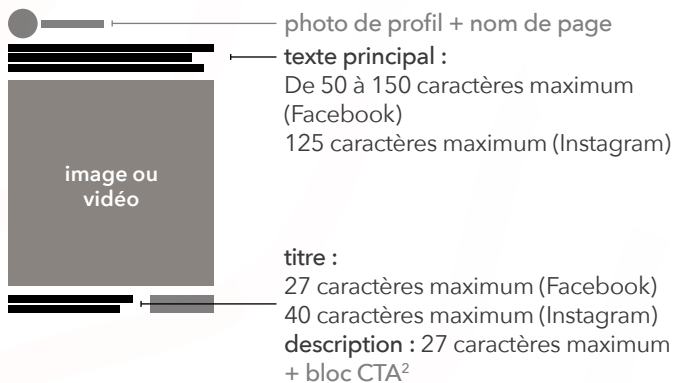 photo de profil + nom de page
texte principal :
De 50 à 150 caractères maximum
(Facebook)
125 caractères maximum (Instagram)
image ou
vidéo
titre :
27 caractères maximum (Facebook)
40 caractères maximum (Instagram)
description : 27 caractères maximum
+ bloc CTA²